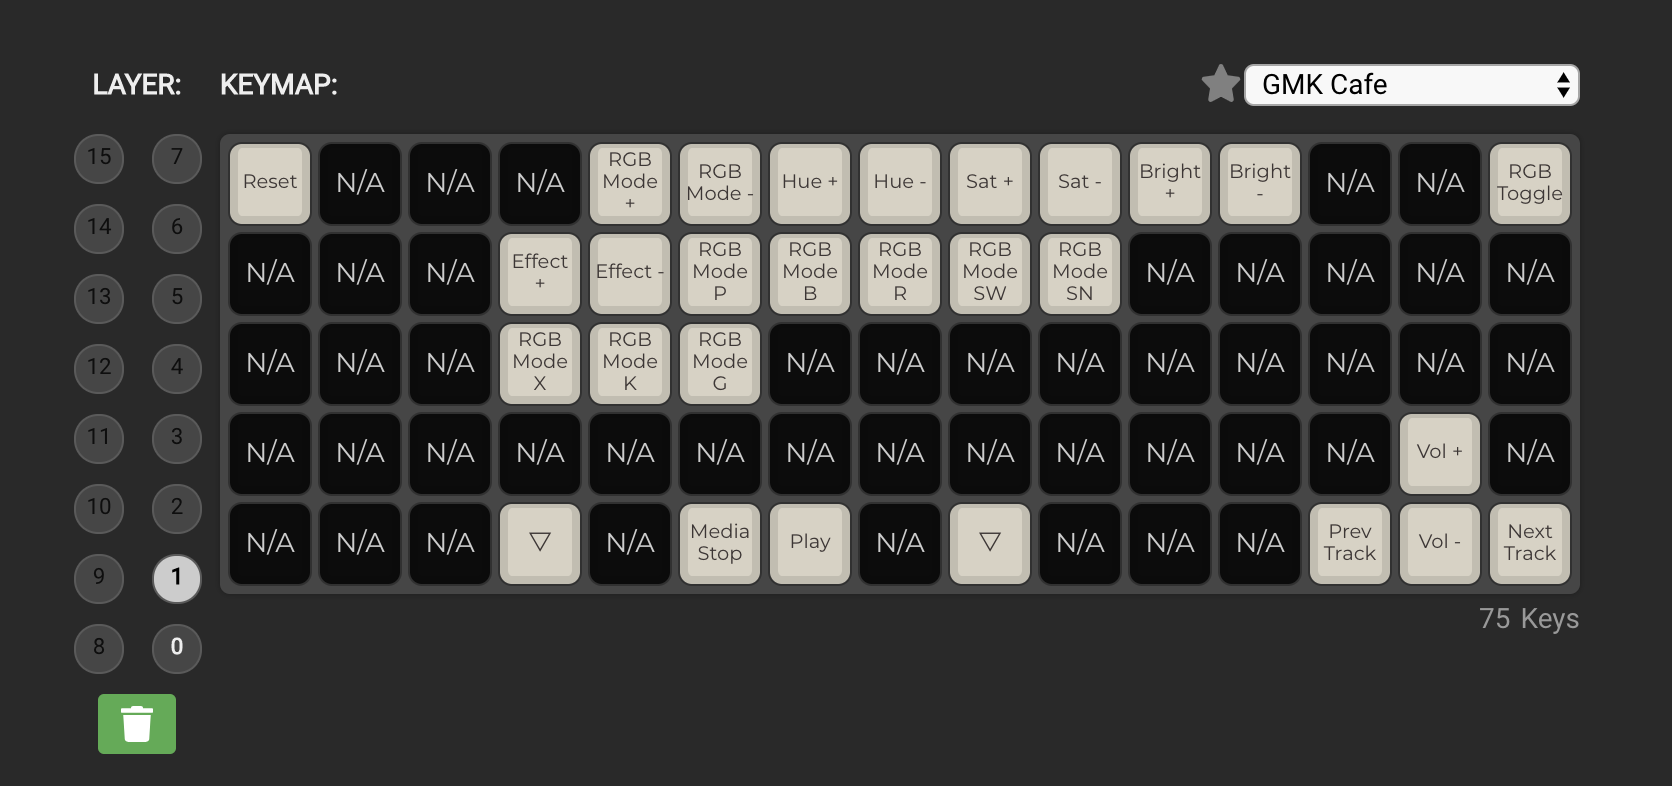 LAYER: KEYMAP: GMK Cafe
15 7
14 6
13 5
12 4
11 3
10 2
9 1
8 0
Reset N/A N/A N/A RGB Mode + RGB Mode - Hue + Hue - Sat + Sat - Bright + Bright - N/A N/A RGB Toggle
N/A N/A N/A Effect + Effect - RGB Mode P RGB Mode B RGB Mode R RGB Mode SW RGB Mode SN N/A N/A N/A N/A N/A
N/A N/A N/A RGB Mode X RGB Mode K RGB Mode G N/A N/A N/A N/A N/A N/A N/A N/A N/A
N/A N/A N/A N/A N/A N/A N/A N/A N/A N/A N/A N/A N/A Vol + N/A
N/A N/A N/A ▽ N/A Media Stop Play N/A ▽ N/A N/A N/A Prev Track Vol - Next Track
75 Keys